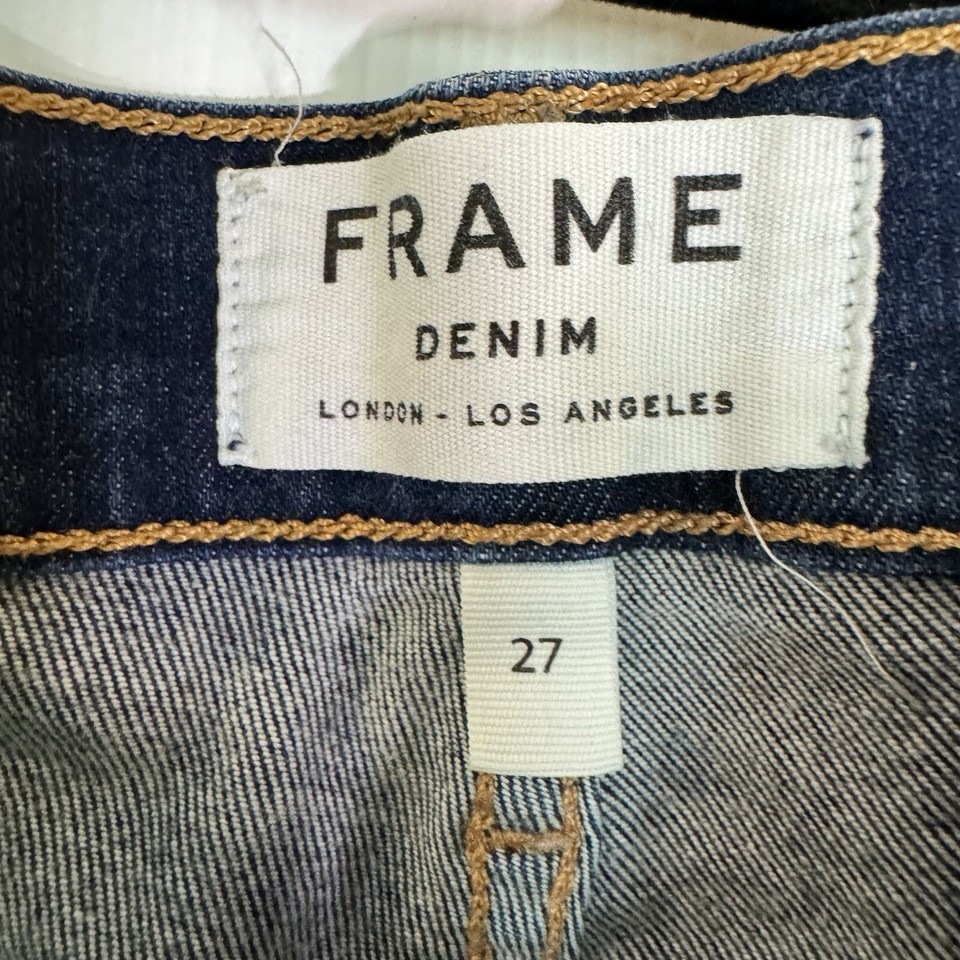 FRAME
DENIM
LONDON - LOS ANGELES
27